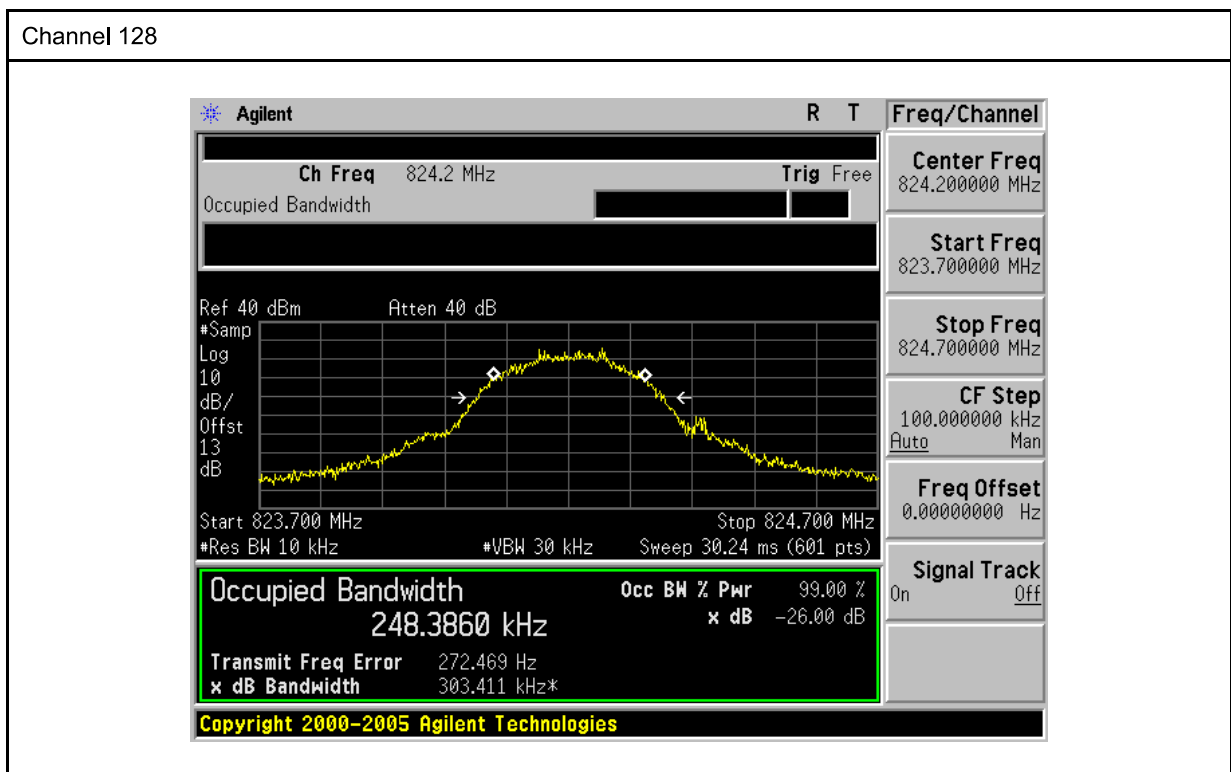 Channel 128
Agilent R T Freq/Channel
Ch Freq 824.2 MHz Trig Free
Occupied Bandwidth
Center Freq
824.200000 MHz
Start Freq
823.700000 MHz
Stop Freq
824.700000 MHz
CF Step
100.000000 kHz
Auto Man
Freq Offset
0.00000000 Hz
Signal Track
On Off
Ref 40 dBm Atten 40 dB
#Samp
Log
10
dB/
Offst
13
dB
Start 823.700 MHz Stop 824.700 MHz
#Res BW 10 kHz #VBW 30 kHz Sweep 30.24 ms (601 pts)
Occupied Bandwidth Occ BW % Pwr 99.00 %
248.3860 kHz x dB -26.00 dB
Transmit Freq Error 272.469 Hz
x dB Bandwidth 303.411 kHz*
Copyright 2000-2005 Agilent Technologies